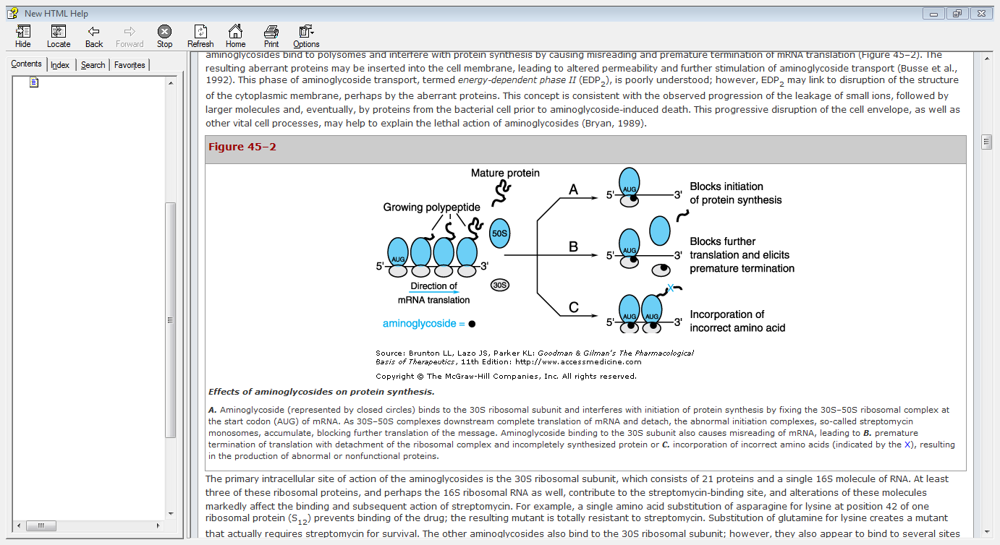 New HTML Help
Hide Locate Back Forward Stop Refresh Home Print Options
Contents Index Search Favorites
aminoglycosides bind to polysomes and interfere with protein synthesis by causing misreading and premature termination of mRNA translation (Figure 45–2). The
resulting aberrant proteins may be inserted into the cell membrane, leading to altered permeability and further stimulation of aminoglycoside transport (Busse et al.,
1992). This phase of aminoglycoside transport, termed energy-dependent phase II (EDP2), is poorly understood; however, EDP2 may link to disruption of the structure
of the cytoplasmic membrane, perhaps by the aberrant proteins. This concept is consistent with the observed progression of the leakage of small ions, followed by
larger molecules and, eventually, by proteins from the bacterial cell prior to aminoglycoside-induced death. This progressive disruption of the cell envelope, as well as
other vital cell processes, may help to explain the lethal action of aminoglycosides (Bryan, 1989).
Figure 45–2
Mature protein
Growing polypeptide
50S
AUG
5' 3'
Direction of
mRNA translation
30S
aminoglycoside =
A
AUG
5' 3'
Blocks initiation
of protein synthesis
B
AUG
5' 3'
Blocks further
translation and elicits
premature termination
X
C
AUG AUG
5' 3'
Incorporation of
incorrect amino acid
Source: Brunton LL, Lazo JS, Parker KL: Goodman & Gilman's The Pharmacological
Basis of Therapeutics, 11th Edition: http://www.accessmedicine.com
Copyright © The McGraw-Hill Companies, Inc. All rights reserved.
Effects of aminoglycosides on protein synthesis.
A. Aminoglycoside (represented by closed circles) binds to the 30S ribosomal subunit and interferes with initiation of protein synthesis by fixing the 30S–50S ribosomal complex at
the start codon (AUG) of mRNA. As 30S–50S complexes downstream complete translation of mRNA and detach, the abnormal initiation complexes, so-called streptomycin
monosomes, accumulate, blocking further translation of the message. Aminoglycoside binding to the 30S subunit also causes misreading of mRNA, leading to B. premature
termination of translation with detachment of the ribosomal complex and incompletely synthesized protein or C. incorporation of incorrect amino acids (indicated by the X), resulting
in the production of abnormal or nonfunctional proteins.
The primary intracellular site of action of the aminoglycosides is the 30S ribosomal subunit, which consists of 21 proteins and a single 16S molecule of RNA. At least
three of these ribosomal proteins, and perhaps the 16S ribosomal RNA as well, contribute to the streptomycin-binding site, and alterations of these molecules
markedly affect the binding and subsequent action of streptomycin. For example, a single amino acid substitution of asparagine for lysine at position 42 of one
ribosomal protein (S12) prevents binding of the drug; the resulting mutant is totally resistant to streptomycin. Substitution of glutamine for lysine creates a mutant
that actually requires streptomycin for survival. The other aminoglycosides also bind to the 30S ribosomal subunit; however, they also appear to bind to several sites